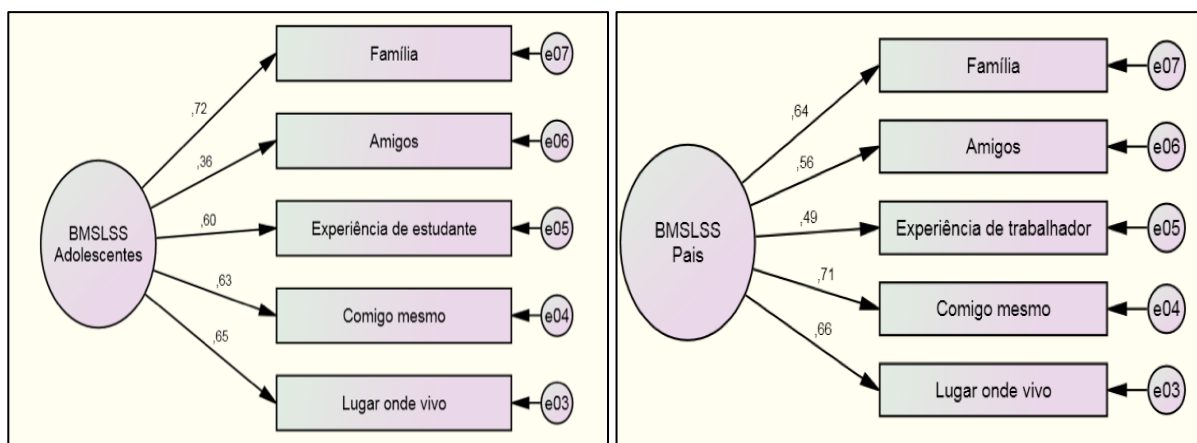 BMSLSS
Adolescentes
,72
Família
e07
,36
Amigos
e06
,60
Experiência de estudante
e05
,63
Comigo mesmo
e04
,65
Lugar onde vivo
e03
BMSLSS
Pais
,64
Família
e07
,56
Amigos
e06
,49
Experiência de trabalhador
e05
,71
Comigo mesmo
e04
,66
Lugar onde vivo
e03